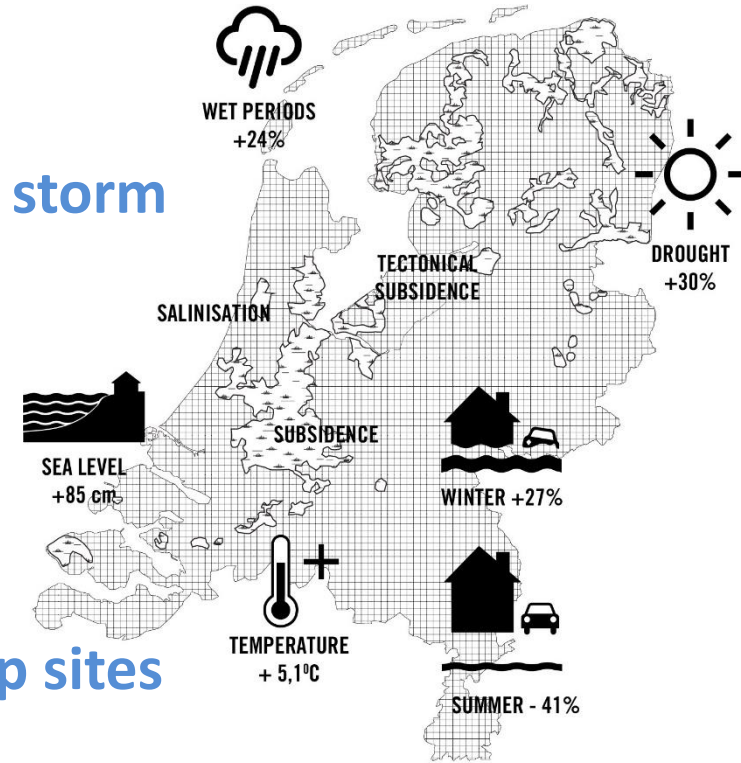 WET PERIODS
+24%
storm
DROUGHT
+30%
TECTONICAL
SUBSIDENCE
SALINISATION
SUBSIDENCE
SEA LEVEL
+85 cm
WINTER +27%
TEMPERATURE
+ 5,1⁰C
p sites
SUMMER - 41%